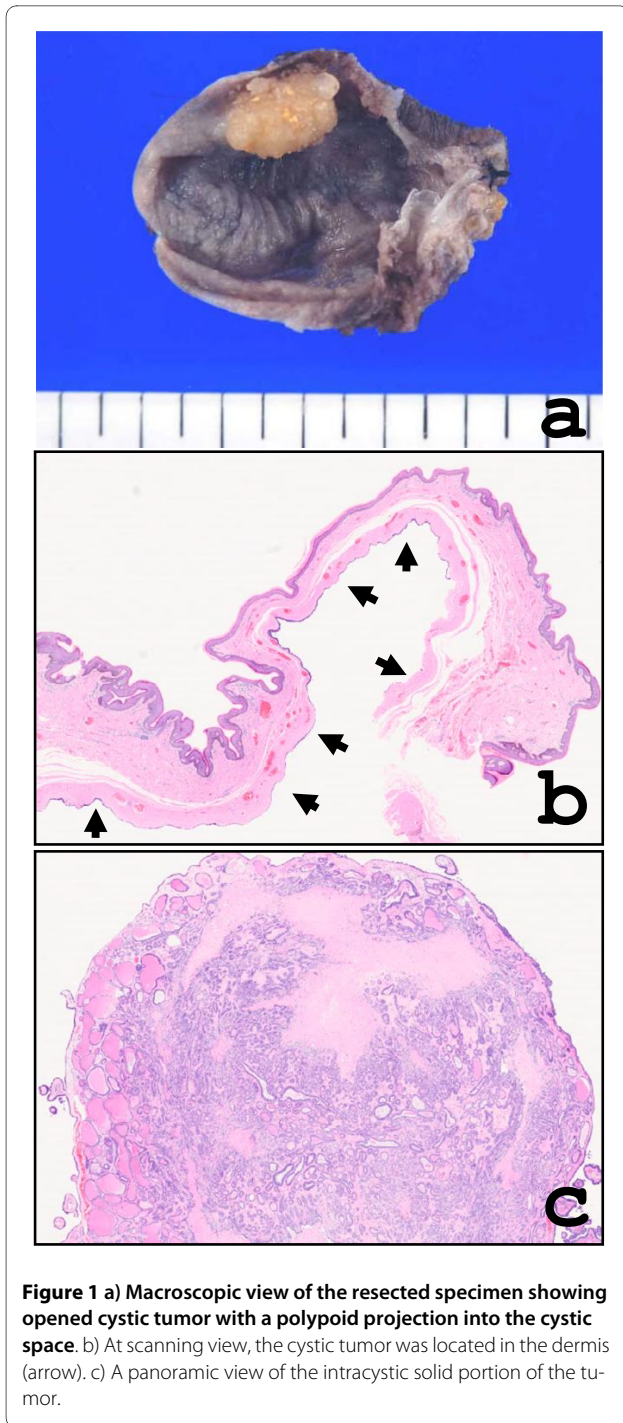 a
b
c
Figure 1 a) Macroscopic view of the resected specimen showing
opened cystic tumor with a polypoid projection into the cystic
space. b) At scanning view, the cystic tumor was located in the dermis
(arrow). c) A panoramic view of the intracystic solid portion of the tu-
mor.